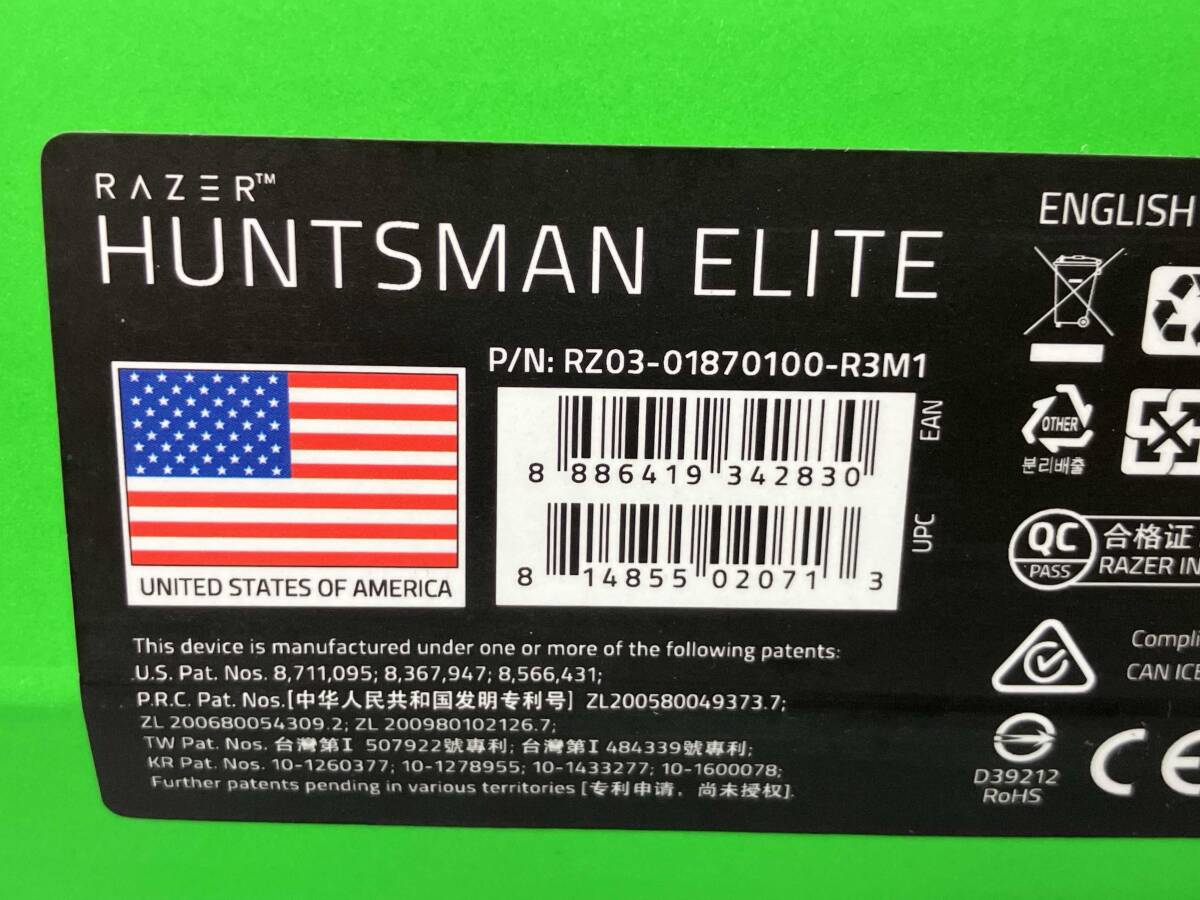 RAZER™
HUNTSMAN ELITE
P/N: RZ03-01870100-R3M1
8 886419 342830
EAN
8 14855 02071 3
UPC
UNITED STATES OF AMERICA
This device is manufactured under one or more of the following patents:
U.S. Pat. Nos. 8,711,095; 8,367,947; 8,566,431;
P.R.C. Pat. Nos.[中华人民共和国发明专利号] ZL200580049373.7;
ZL 200680054309.2; ZL 200980102126.7;
TW Pat. Nos. 台灣第I 507922號專利; 台灣第I 484339號專利;
KR Pat. Nos. 10-1260377; 10-1278955; 10-1433277; 10-1600078;
Further patents pending in various territories [专利申请，尚未授权].
ENGLISH
OTHER
분리배출
QC
PASS
合格证
RAZER IN
Compli
CAN ICE
D39212
RoHS
CE